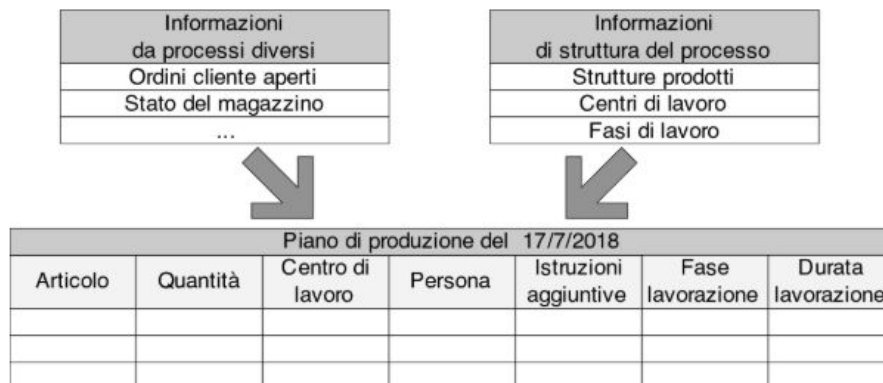 Informazioni
da processi diversi
Ordini cliente aperti
Stato del magazzino
...
Informazioni
di struttura del processo
Strutture prodotti
Centri di lavoro
Fasi di lavoro
Piano di produzione del 17/7/2018
Articolo
Quantità
Centro di
lavoro
Persona
Istruzioni
aggiuntive
Fase
lavorazione
Durata
lavorazione